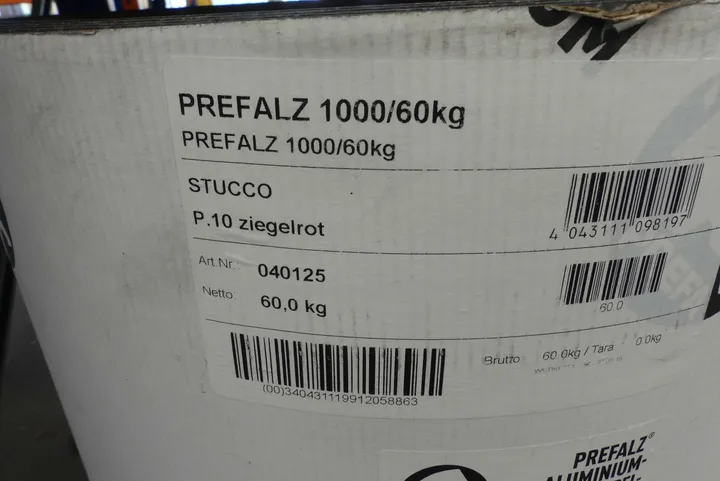 PREFALZ 1000/60kg
PREFALZ 1000/60kg
STUCCO
P.10 ziegelrot
4 043111 098197
Art.Nr.: 040125
60.0
Netto: 60,0 kg
Brutto: 60.0kg / Tara: 0.0kg
(00)340431119912058863
PREFALZ®
ALUMINIUM-